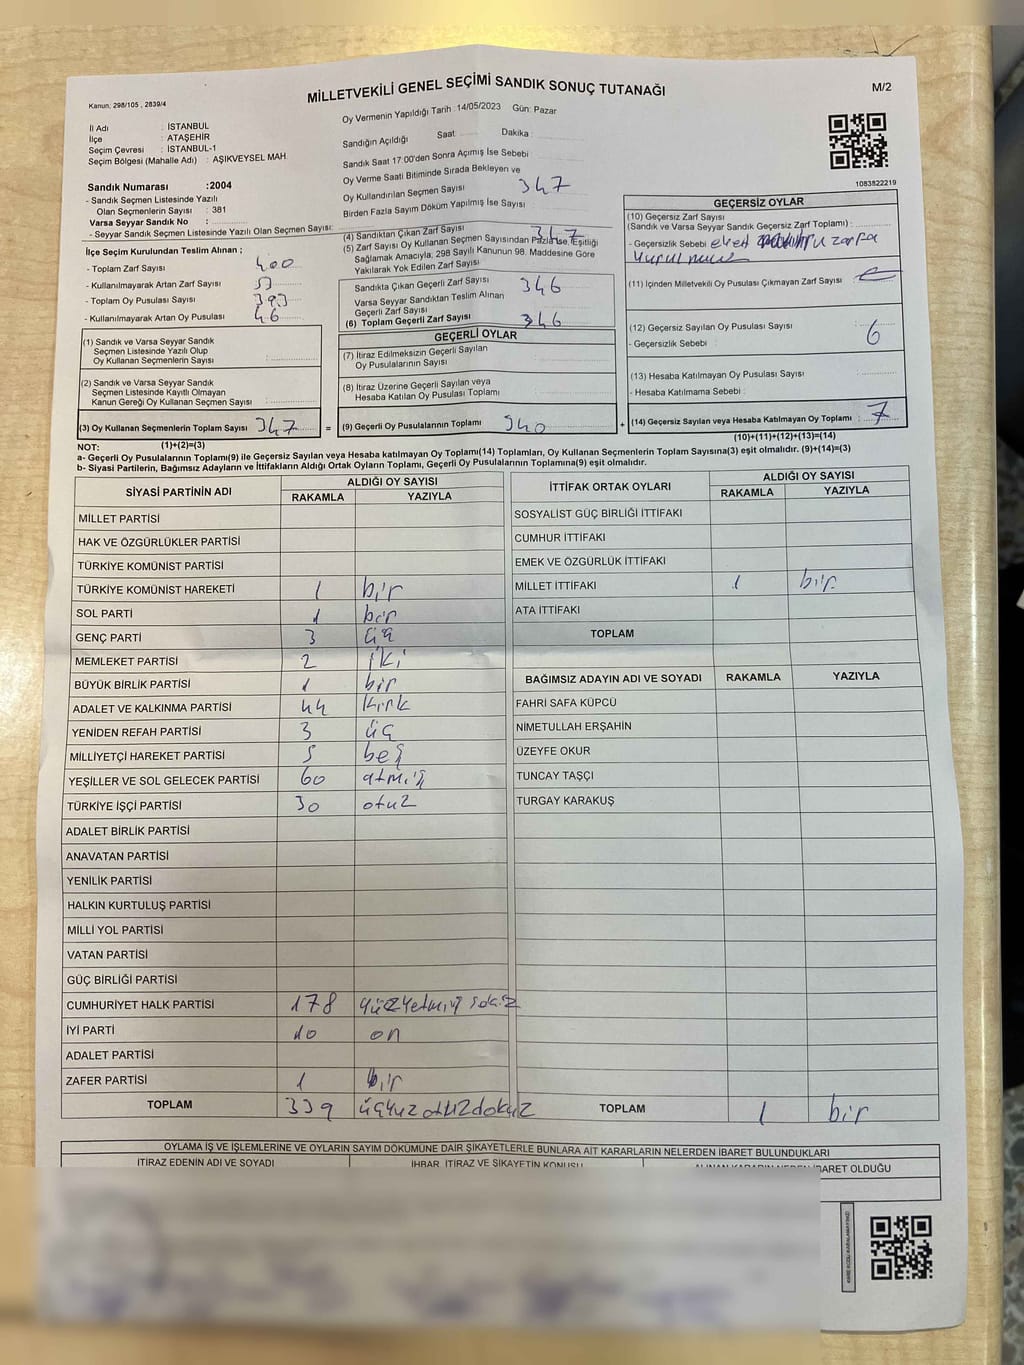 MİLLETVEKİLİ GENEL SEÇİMİ SANDIK SONUÇ TUTANAĞI
M/2
Kanun; 298/105 , 2839/4
Oy Vermenin Yapıldığı Tarih :14/05/2023 Gün: Pazar
İl Adı : İSTANBUL
İlçe : ATAŞEHİR
Seçim Çevresi : İSTANBUL-1
Seçim Bölgesi (Mahalle Adı) : AŞIKVEYSEL MAH
Sandık Numarası :2004
- Sandık Seçmen Listesinde Yazılı
Olan Seçmenlerin Sayısı : 381
Varsa Seyyar Sandık No :
- Seyyar Sandık Seçmen Listesinde Yazılı Olan Seçmen Sayısı:
İlçe Seçim Kurulundan Teslim Alınan ;
- Toplam Zarf Sayısı 400
- Kullanılmayarak Artan Zarf Sayısı 53
- Toplam Oy Pusulası Sayısı 393
- Kullanılmayarak Artan Oy Pusulası 46
Sandığın Açıldığı Saat Dakika :
Sandık Saat 17:00'den Sonra Açımış İse Sebebi
Oy Verme Saati Bitiminde Sırada Bekleyen ve
Oy Kullandırılan Seçmen Sayısı 347
Birden Fazla Sayım Döküm Yapılmış İse Sayısı
(4) Sandıktan Çıkan Zarf Sayısı 347
(5) Zarf Sayısı Oy Kullanan Seçmen Sayısından Fazla İse, Eşitliği
Sağlamak Amacıyla; 298 Sayılı Kanunun 98. Maddesine Göre
Yakılarak Yok Edilen Zarf Sayısı
Sandıkta Çıkan Geçerli Zarf Sayısı 346
Varsa Seyyar Sandıktan Teslim Alınan
Geçerli Zarf Sayısı
(6) Toplam Geçerli Zarf Sayısı 346
1083822219
GEÇERSİZ OYLAR
(10) Geçersiz Zarf Sayısı
(Sandık ve Varsa Seyyar Sandık Geçersiz Zarf Toplamı) :
- Geçersizlik Sebebi zarfa
(11) İçinden Milletvekili Oy Pusulası Çıkmayan Zarf Sayısı
(12) Geçersiz Sayılan Oy Pusulası Sayısı : 6
- Geçersizlik Sebebi :
(13) Hesaba Katılmayan Oy Pusulası Sayısı
- Hesaba Katılmama Sebebi :
(14) Geçersiz Sayılan veya Hesaba Katılmayan Oy Toplamı : 7
(10)+(11)+(12)+(13)=(14)
(1) Sandık ve Varsa Seyyar Sandık
Seçmen Listesinde Yazılı Olup
Oy Kullanan Seçmenlerin Sayısı :
(2) Sandık ve Varsa Seyyar Sandık
Seçmen Listesinde Kayıtlı Olmayan
Kanun Gereği Oy Kullanan Seçmen Sayısı :
(3) Oy Kullanan Seçmenlerin Toplam Sayısı : 347 =
(1)+(2)=(3)
GEÇERLİ OYLAR
(7) İtiraz Edilmeksizin Geçerli Sayılan
Oy Pusulalarının Sayısı :
(8) İtiraz Üzerine Geçerli Sayılan veya
Hesaba Katılan Oy Pusulası Toplamı :
(9) Geçerli Oy Pusulalarının Toplamı 340 +
NOT:
a- Geçerli Oy Pusulalarının Toplamı(9) ile Geçersiz Sayılan veya Hesaba katılmayan Oy Toplamı(14) Toplamları, Oy Kullanan Seçmenlerin Toplam Sayısına(3) eşit olmalıdır. (9)+(14)=(3)
b- Siyasi Partilerin, Bağımsız Adayların ve İttifakların Aldığı Ortak Oyların Toplamı, Geçerli Oy Pusulalarının Toplamına(9) eşit olmalıdır.
SİYASİ PARTİNİN ADI ALDIĞI OY SAYISI
RAKAMLA YAZIYLA
MİLLET PARTİSİ
HAK VE ÖZGÜRLÜKLER PARTİSİ
TÜRKİYE KOMÜNİST PARTİSİ
TÜRKİYE KOMÜNİST HAREKETİ 1 bir
SOL PARTİ 1 bir
GENÇ PARTİ 3 üç
MEMLEKET PARTİSİ 2 iki
BÜYÜK BİRLİK PARTİSİ 1 bir
ADALET VE KALKINMA PARTİSİ 44 kırk
YENİDEN REFAH PARTİSİ 3 üç
MİLLİYETÇİ HAREKET PARTİSİ 5 beş
YEŞİLLER VE SOL GELECEK PARTİSİ 60 atmış
TÜRKİYE İŞÇİ PARTİSİ 30 otuz
ADALET BİRLİK PARTİSİ
ANAVATAN PARTİSİ
YENİLİK PARTİSİ
HALKIN KURTULUŞ PARTİSİ
MİLLİ YOL PARTİSİ
VATAN PARTİSİ
GÜÇ BİRLİĞİ PARTİSİ
CUMHURİYET HALK PARTİSİ 178 yüzyetmiş sekiz
İYİ PARTİ 10 on
ADALET PARTİSİ
ZAFER PARTİSİ 1 bir
TOPLAM 339 üçyüz otuz dokuz
İTTİFAK ORTAK OYLARI ALDIĞI OY SAYISI
RAKAMLA YAZIYLA
SOSYALİST GÜÇ BİRLİĞİ İTTİFAKI
CUMHUR İTTİFAKI
EMEK VE ÖZGÜRLÜK İTTİFAKI
MİLLET İTTİFAKI 1 bir
ATA İTTİFAKI
TOPLAM
BAĞIMSIZ ADAYIN ADI VE SOYADI RAKAMLA YAZIYLA
FAHRİ SAFA KÜPCÜ
NİMETULLAH ERŞAHİN
ÜZEYFE OKUR
TUNCAY TAŞÇI
TURGAY KARAKUŞ
TOPLAM 1 bir
OYLAMA İŞ VE İŞLEMLERİNE VE OYLARIN SAYIM DÖKÜMÜNE DAİR ŞİKAYETLERLE BUNLARA AİT KARARLARIN NELERDEN İBARET BULUNDUKLARI
İTİRAZ EDENİN ADI VE SOYADI İHBAR, İTİRAZ VE ŞİKAYETİN KONUSU ALINAN KARARIN NEDEN İBARET OLDUĞU